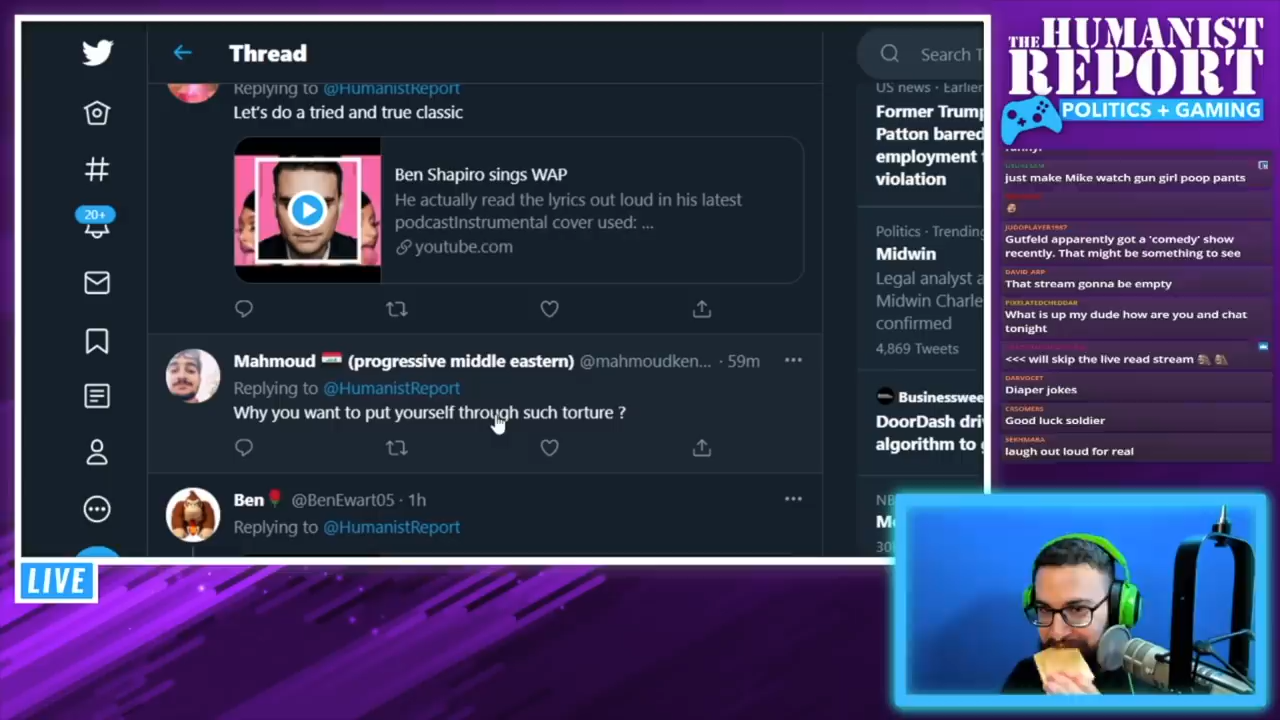 Thread
Search T
Replying to @HumanistReport
Let's do a tried and true classic
Ben Shapiro sings WAP
He actually read the lyrics out loud in his latest
podcastInstrumental cover used: ...
youtube.com
20+
Mahmoud (progressive middle eastern) @mahmoudken... · 59m
Replying to @HumanistReport
Why you want to put yourself through such torture ?
Ben @BenEwart05 · 1h
Replying to @HumanistReport
US news · Earlier
Former Trump
Patton barred
employment
violation
Politics · Trending
Midwin
Legal analyst a
Midwin Charle
confirmed
4,869 Tweets
Businesswee
DoorDash dri
algorithm to
LIVE
THE HUMANIST
REPORT
POLITICS + GAMING
just make Mike watch gun girl poop pants
JUDOPLAYER1987
Gutfeld apparently got a 'comedy' show
recently. That might be something to see
DAVID_ARP
That stream gonna be empty
PIXELATEDCHEDDAR
What is up my dude how are you and chat
tonight
<<< will skip the live read stream
DARVOCET
Diaper jokes
Good luck soldier
laugh out loud for real